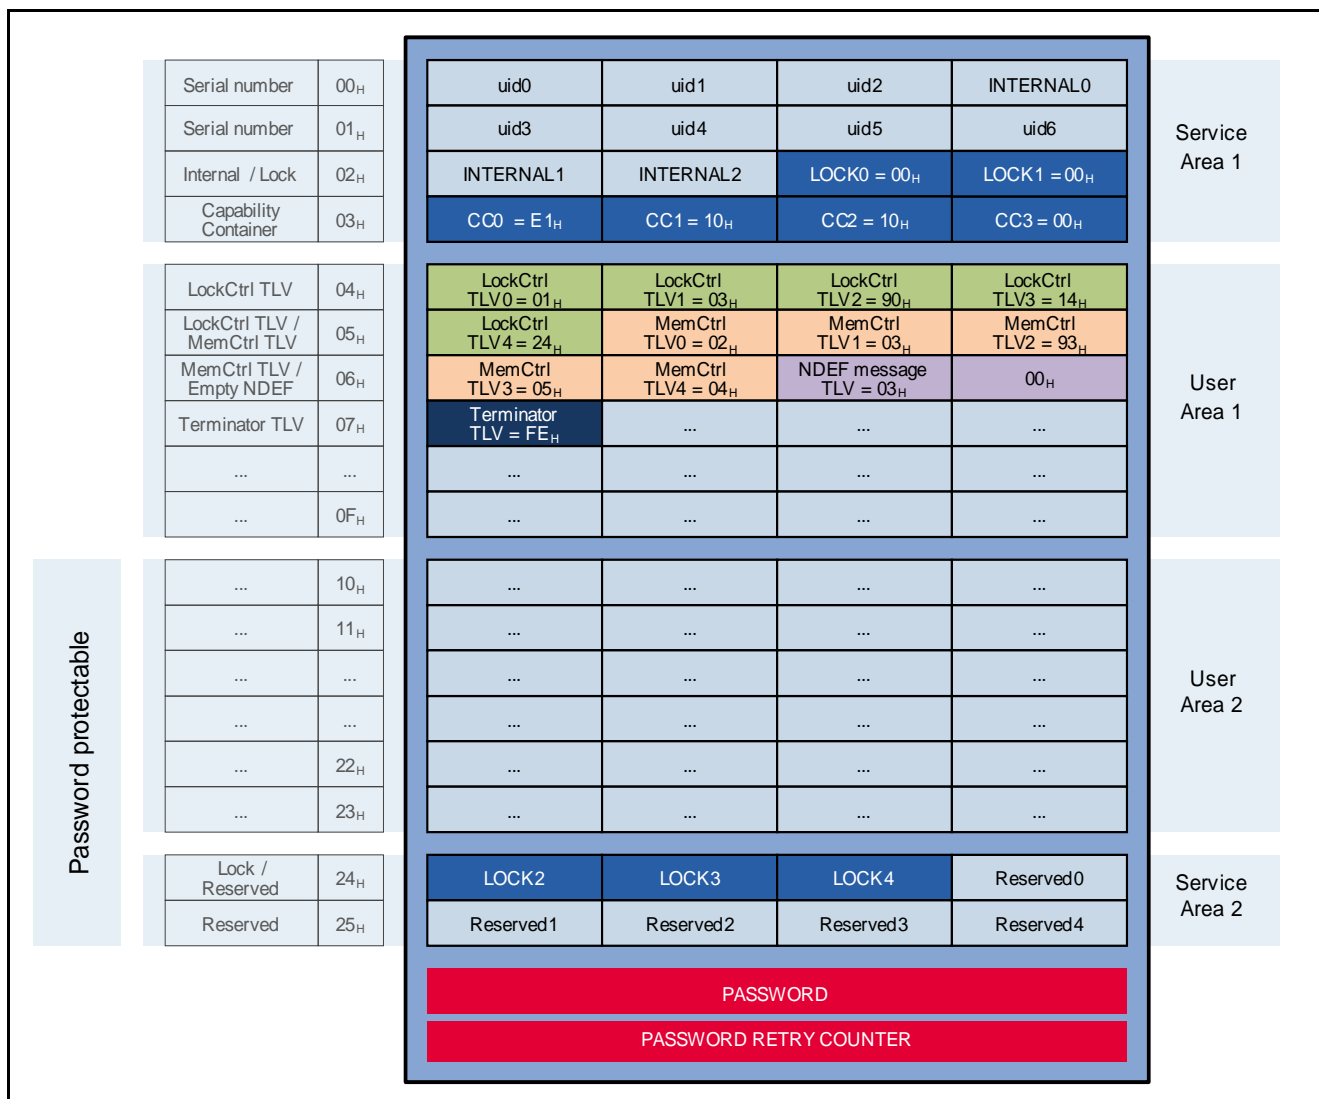 Serial number 00H uid0 uid1 uid2 INTERNAL0
Serial number 01H uid3 uid4 uid5 uid6
Internal / Lock 02H INTERNAL1 INTERNAL2 LOCK0 = 00H LOCK1 = 00H
Capability
Container 03H CC0 = E1H CC1 = 10H CC2 = 10H CC3 = 00H
Service
Area 1
LockCtrl TLV 04H
LockCtrl
TLV0 = 01H
LockCtrl
TLV1 = 03H
LockCtrl
TLV2 = 90H
LockCtrl
TLV3 = 14H
LockCtrl TLV /
MemCtrl TLV
05H
LockCtrl
TLV4 = 24H
MemCtrl
TLV0 = 02H
MemCtrl
TLV1 = 03H
MemCtrl
TLV2 = 93H
MemCtrl TLV /
Empty NDEF
06H
MemCtrl
TLV3 = 05H
MemCtrl
TLV4 = 04H
NDEF message
TLV = 03H
00H
Terminator TLV 07H
Terminator
TLV = FEH
... ... ...
... ... ... ... ... ...
... 0FH ... ... ... ...
User
Area 1
Password protectable
... 10H ... ... ... ...
... 11H ... ... ... ...
... ... ... ... ... ...
... ... ... ... ... ...
... 22H ... ... ... ...
... 23H ... ... ... ...
User
Area 2
Lock /
Reserved
24H LOCK2 LOCK3 LOCK4 Reserved0
Reserved 25H Reserved1 Reserved2 Reserved3 Reserved4
Service
Area 2
PASSWORD
PASSWORD RETRY COUNTER